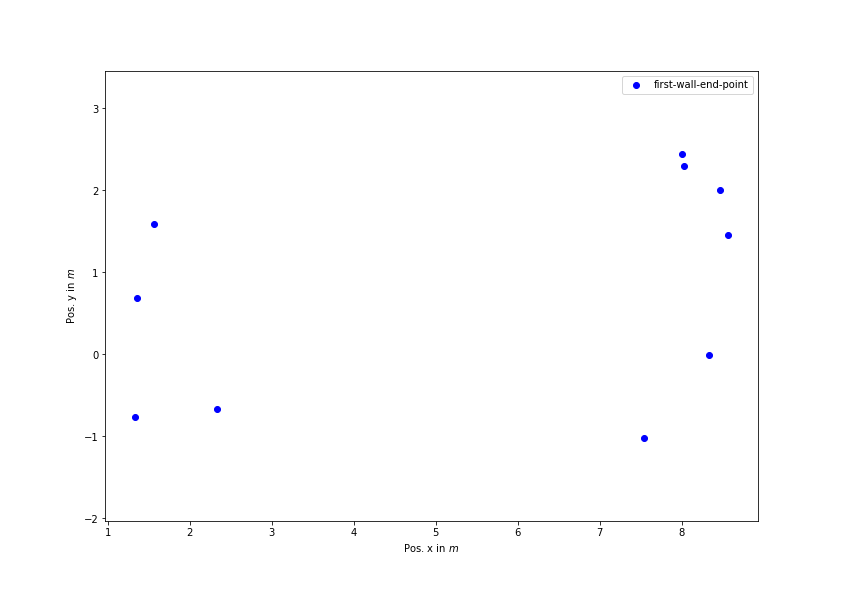 first-wall-end-point
3
2
1
0
−1
−2
Pos. y in m
1 2 3 4 5 6 7 8
Pos. x in m